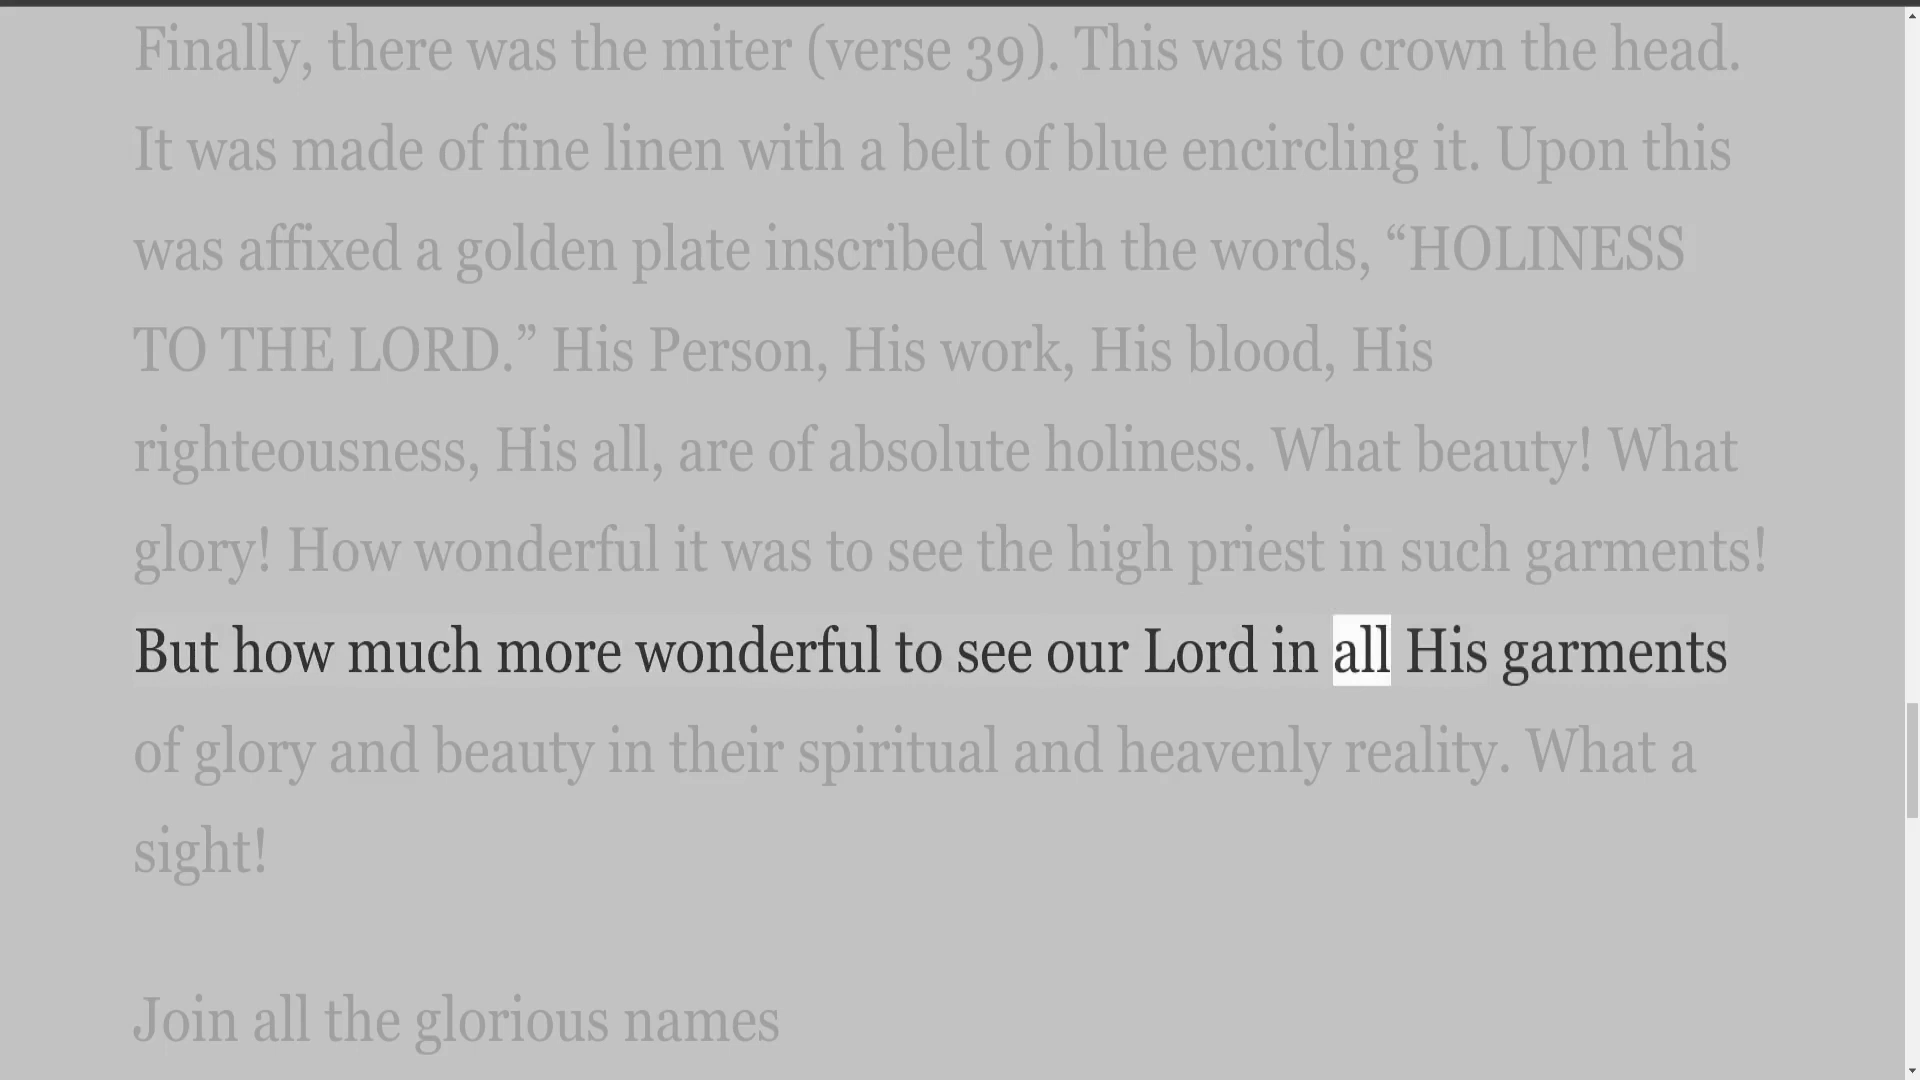 Finally, there was the miter (verse 39). This was to crown the head.
It was made of fine linen with a belt of blue encircling it. Upon this
was affixed a golden plate inscribed with the words, “HOLINESS
TO THE LORD.” His Person, His work, His blood, His
righteousness, His all, are of absolute holiness. What beauty! What
glory! How wonderful it was to see the high priest in such garments!
But how much more wonderful to see our Lord in all His garments
of glory and beauty in their spiritual and heavenly reality. What a
sight!
Join all the glorious names